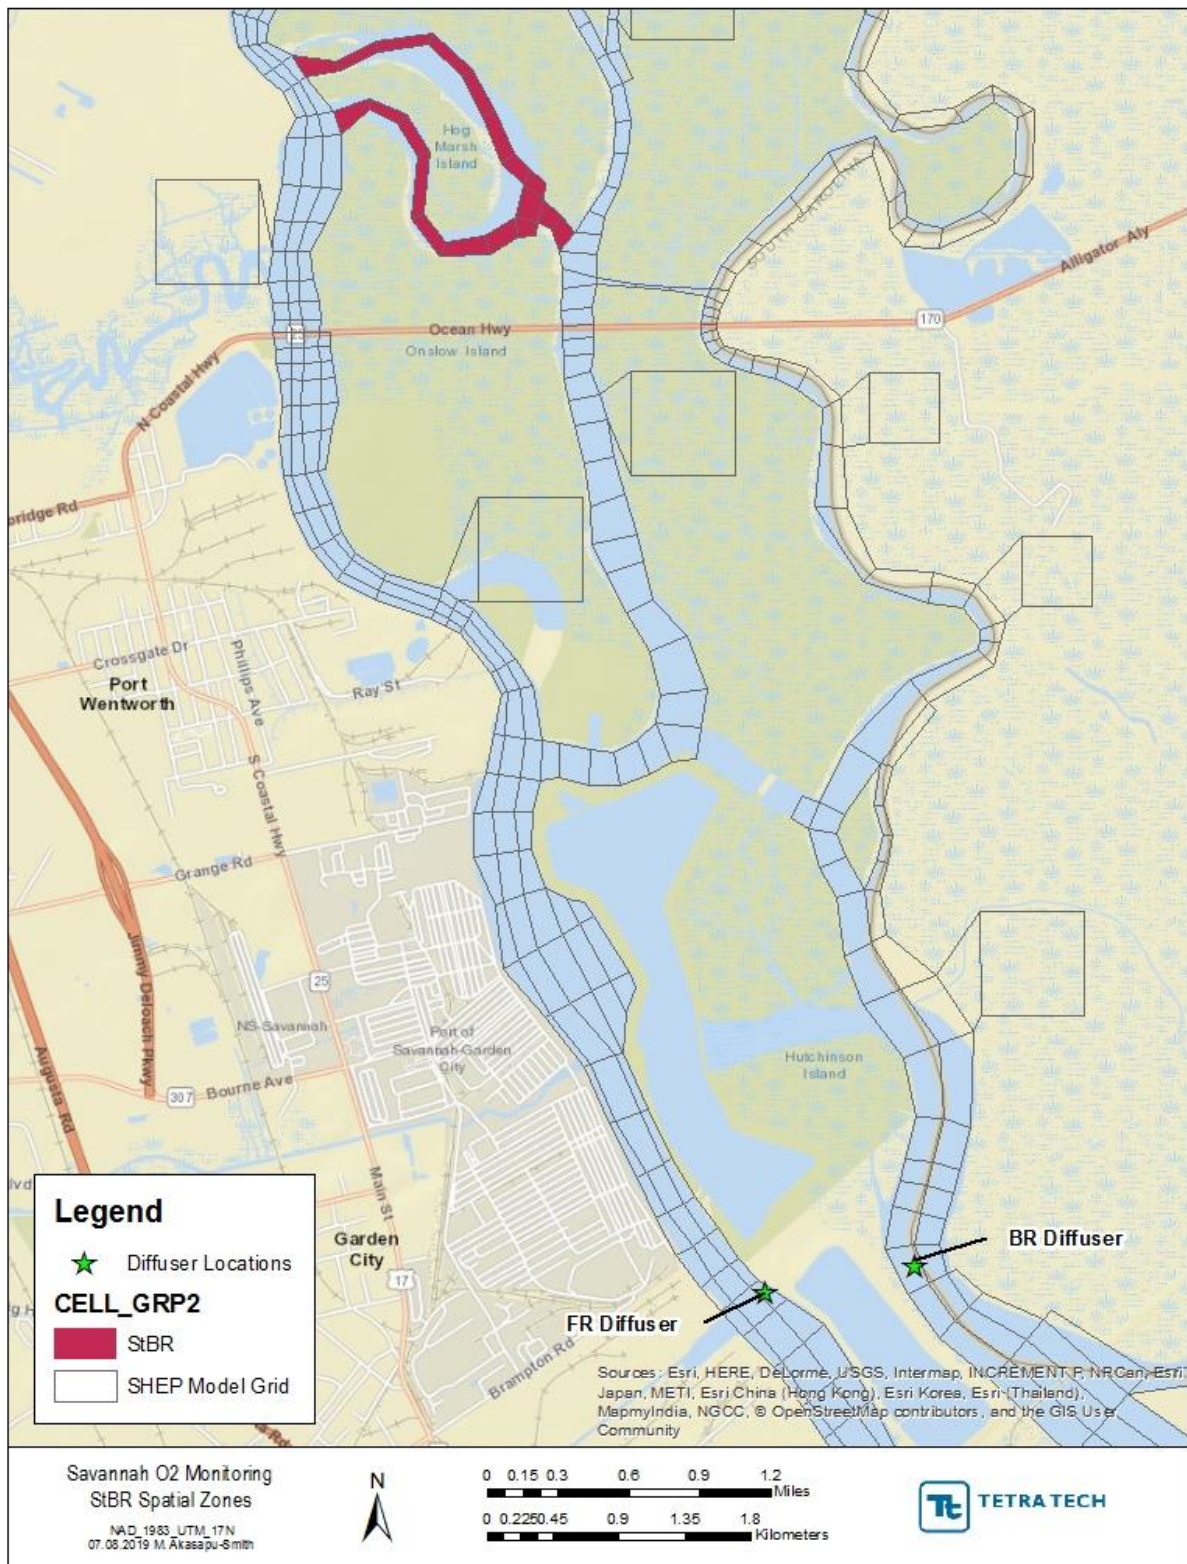 Hog
Marsh
Island
SOUTH CAROLINA
Alligator Aly
170
Ocean Hwy
Onslow Island
N Coastal Hwy
Crossgate Dr
Port
Wentworth
Phillips Ave
Ray St
S Coastal Hwy
Grange Rd
Jimmy Deloach Pkwy
25
NS-Savannah
Port of
Savannah-Garden
City
Hutchinson
Island
Augusta Rd
307
Bourne Ave
Main St
Garden
City
17
BR Diffuser
FR Diffuser
Brampton Rd
Legend
Diffuser Locations
CELL_GRP2
StBR
SHEP Model Grid
Sources: Esri, HERE, DeLorme, USGS, Intermap, INCREMENT P, NRCan, Esri
Japan, METI, Esri China (Hong Kong), Esri Korea, Esri (Thailand),
MapmyIndia, NGCC, © OpenStreetMap contributors, and the GIS User
Community
Savannah O2 Monitoring
StBR Spatial Zones
NAD_1983_UTM_17N
07.08.2019 M. Akasapu-Smith
N
0 0.15 0.3 0.6 0.9 1.2
Miles
0 0.225 0.45 0.9 1.35 1.8
Kilometers
Tt TETRA TECH